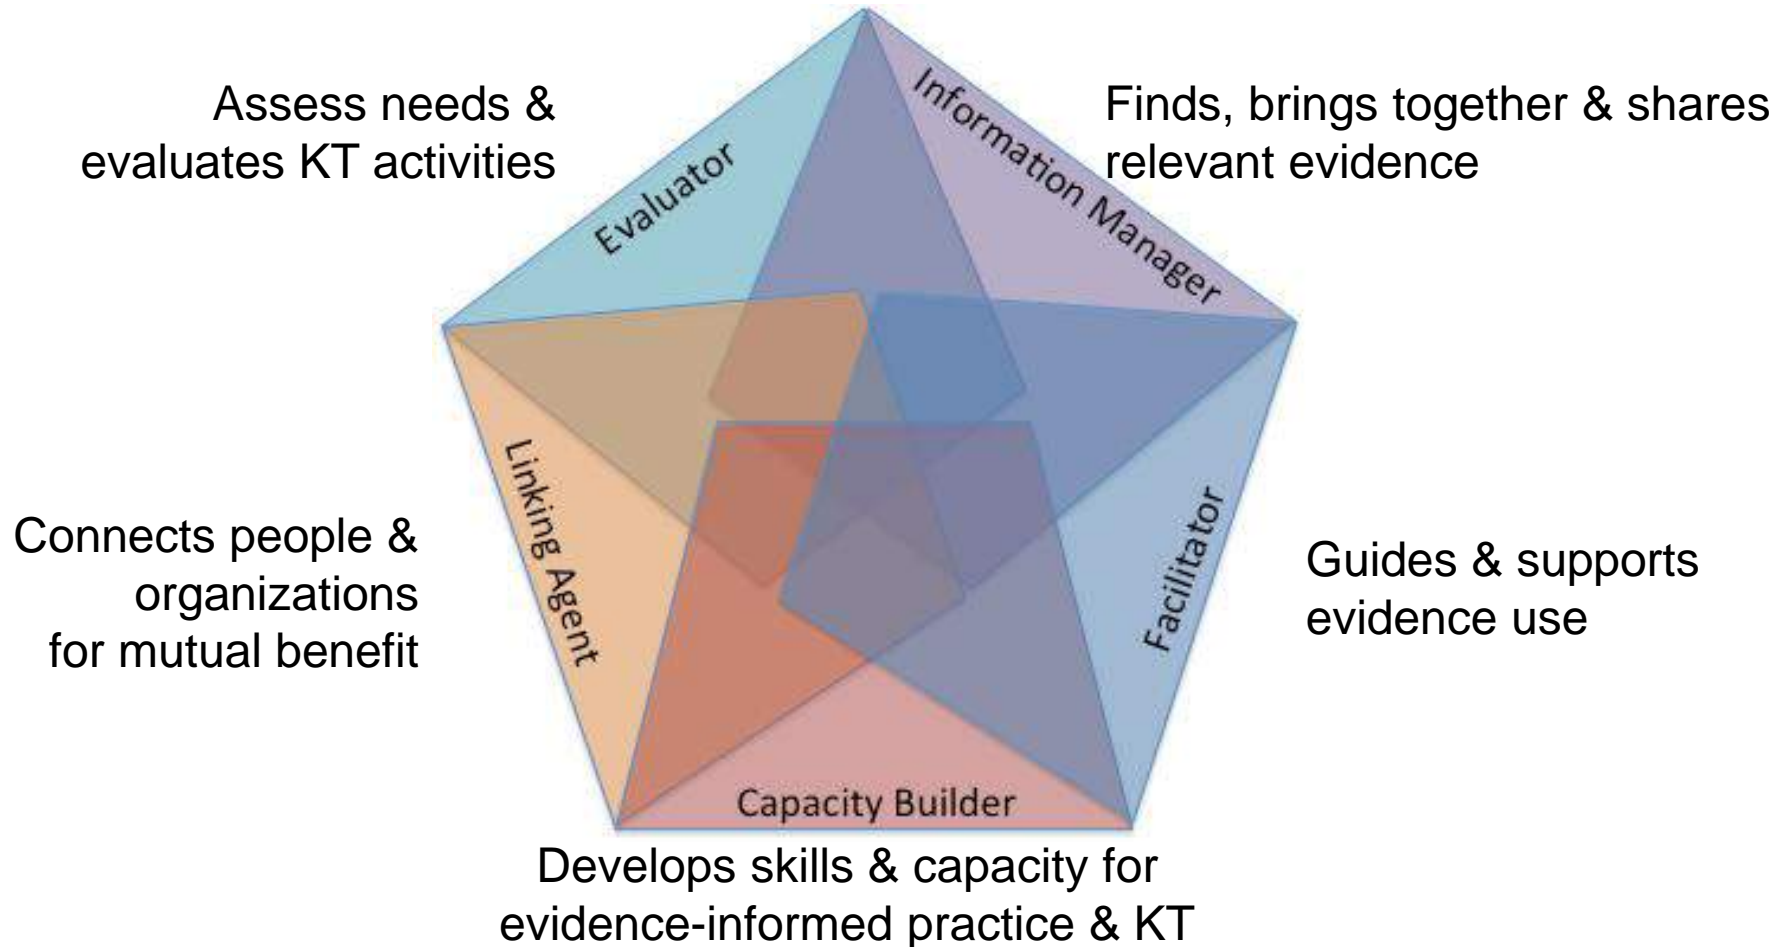 Assess needs &
evaluates KT activities
Evaluator
Information Manager
Finds, brings together & shares
relevant evidence
Connects people &
organizations
for mutual benefit
Linking Agent
Facilitator
Guides & supports
evidence use
Capacity Builder
Develops skills & capacity for
evidence-informed practice & KT